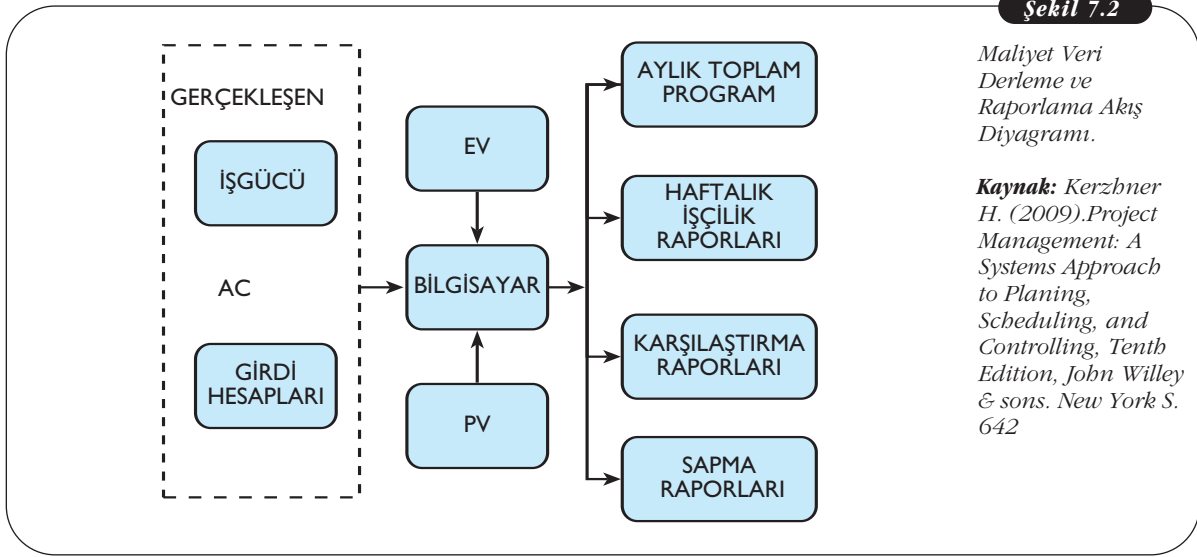 Şekil 7.2
Maliyet Veri
Derleme ve
Raporlama Akış
Diyagramı.
Kaynak: Kerzhner
H. (2009).Project
Management: A
Systems Approach
to Planing,
Scheduling, and
Controlling, Tenth
Edition, John Willey
& sons. New York S.
642
GERÇEKLEŞEN
İŞGÜCÜ
AC
GİRDİ
HESAPLARI
EV
BİLGİSAYAR
PV
AYLIK TOPLAM
PROGRAM
HAFTALIK
İŞÇİLİK
RAPORLARI
KARŞILAŞTIRMA
RAPORLARI
SAPMA
RAPORLARI